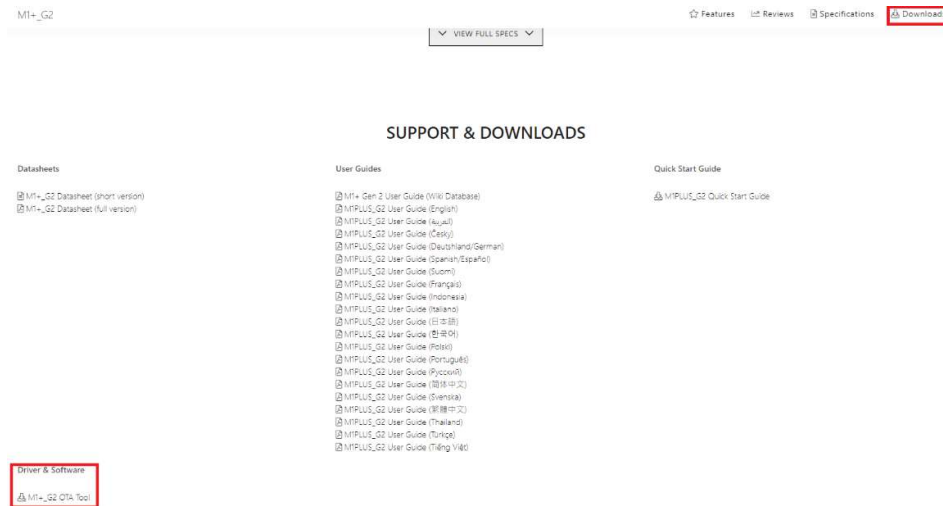 M1+_G2
Features
Reviews
Specifications
Download
VIEW FULL SPECS
SUPPORT & DOWNLOADS
Datasheets
M1+_G2 Datasheet (short version)
M1+_G2 Datasheet (full version)
User Guides
M1+ Gen 2 User Guide (Wiki Database)
M1PLUS_G2 User Guide (English)
M1PLUS_G2 User Guide (العربية)
M1PLUS_G2 User Guide (Česky)
M1PLUS_G2 User Guide (Deutshland/German)
M1PLUS_G2 User Guide (Spanish/Español)
M1PLUS_G2 User Guide (Suomi)
M1PLUS_G2 User Guide (Français)
M1PLUS_G2 User Guide (Indonesia)
M1PLUS_G2 User Guide (Italiano)
M1PLUS_G2 User Guide (日本語)
M1PLUS_G2 User Guide (한국어)
M1PLUS_G2 User Guide (Polski)
M1PLUS_G2 User Guide (Português)
M1PLUS_G2 User Guide (Русский)
M1PLUS_G2 User Guide (简体中文)
M1PLUS_G2 User Guide (Svenska)
M1PLUS_G2 User Guide (繁體中文)
M1PLUS_G2 User Guide (Thailand)
M1PLUS_G2 User Guide (Türkçe)
M1PLUS_G2 User Guide (Tiếng Việt)
Quick Start Guide
M1PLUS_G2 Quick Start Guide
Driver & Software
M1+_G2 OTA Tool